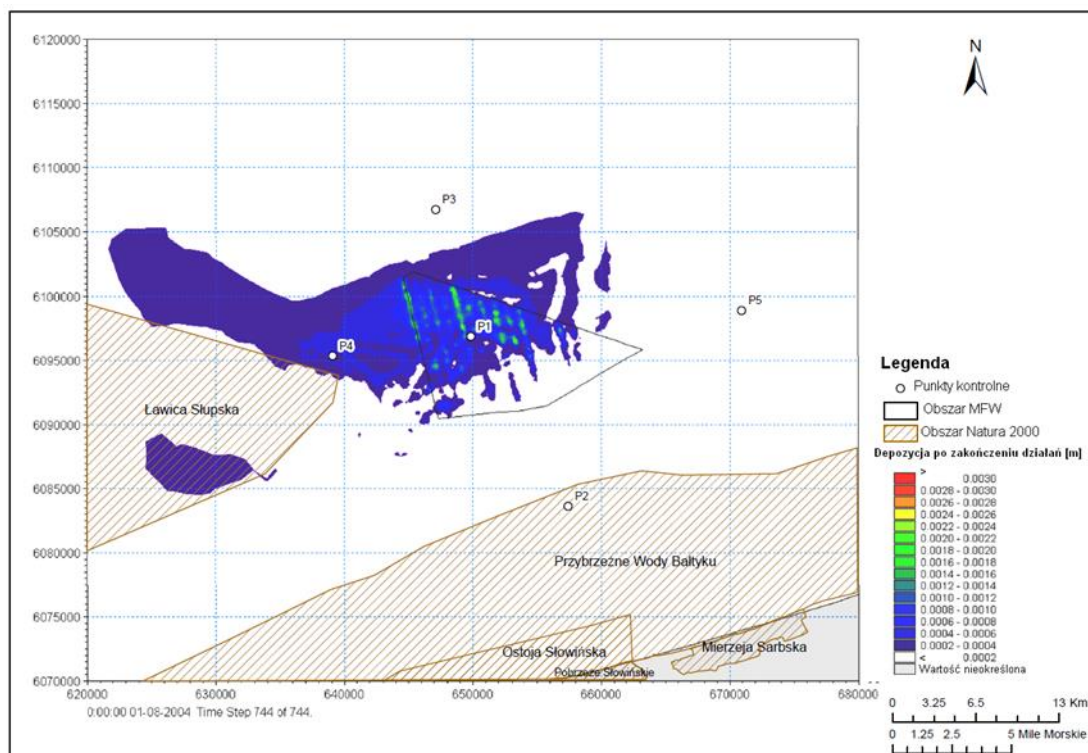 N
6120000
6115000
6110000
6105000
6100000
6095000
6090000
6085000
6080000
6075000
6070000
P3
P5
P1
P4
P2
Ławica Słupska
Przybrzeżne Wody Bałtyku
Ostoja Słowińska
Mierzeja Sarbska
Pobrzeże Słowińskie
620000 630000 640000 650000 660000 670000 680000
0:00:00 01-08-2004 Time Step 744 of 744.
Legenda
Punkty kontrolne
Obszar MFW
Obszar Natura 2000
Depozycja po zakończeniu działań [m]
> 0.0030
0.0028 - 0.0030
0.0026 - 0.0028
0.0024 - 0.0026
0.0022 - 0.0024
0.0020 - 0.0022
0.0018 - 0.0020
0.0016 - 0.0018
0.0014 - 0.0016
0.0012 - 0.0014
0.0010 - 0.0012
0.0008 - 0.0010
0.0006 - 0.0008
0.0004 - 0.0006
0.0002 - 0.0004
< 0.0002
Wartość nieokreślona
0 3.25 6.5 13 Km
0 1.25 2.5 5 Mile Morskie